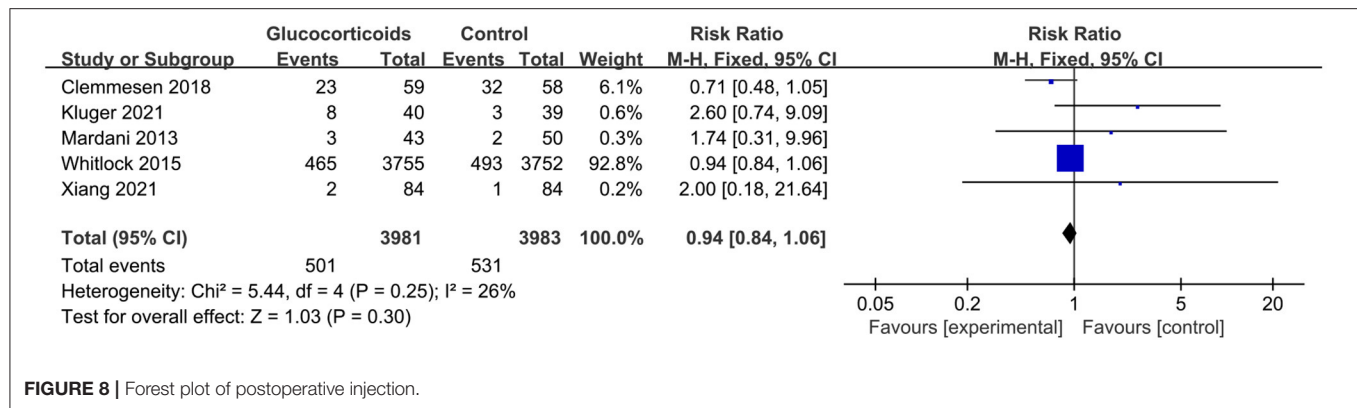 Glucocorticoids Control Risk Ratio Risk Ratio
Study or Subgroup Events Total Events Total Weight M-H, Fixed, 95% CI M-H, Fixed, 95% CI
Clemmesen 2018 23 59 32 58 6.1% 0.71 [0.48, 1.05]
Kluger 2021 8 40 3 39 0.6% 2.60 [0.74, 9.09]
Mardani 2013 3 43 2 50 0.3% 1.74 [0.31, 9.96]
Whitlock 2015 465 3755 493 3752 92.8% 0.94 [0.84, 1.06]
Xiang 2021 2 84 1 84 0.2% 2.00 [0.18, 21.64]
Total (95% CI) 3981 3983 100.0% 0.94 [0.84, 1.06]
Total events 501 531
Heterogeneity: Chi² = 5.44, df = 4 (P = 0.25); I² = 26%
Test for overall effect: Z = 1.03 (P = 0.30)
0.05 0.2 1 5 20
Favours [experimental] Favours [control]
FIGURE 8 | Forest plot of postoperative injection.